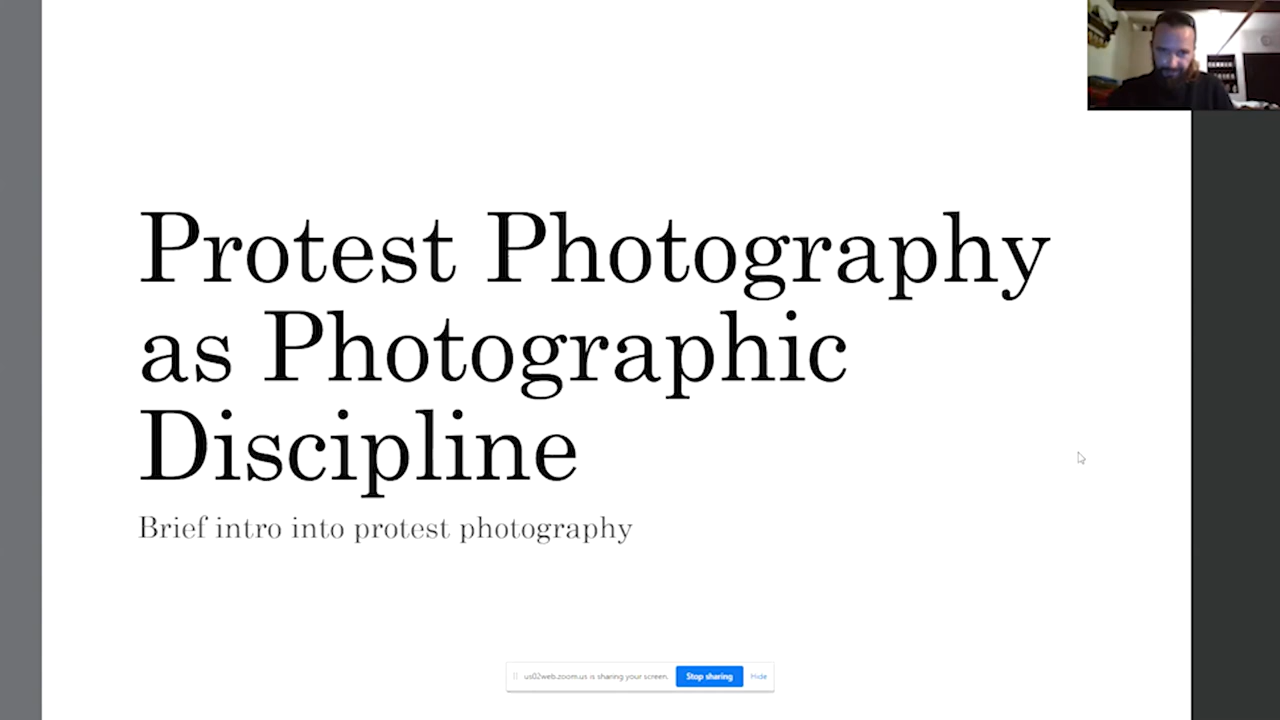 Protest Photography
as Photographic
Discipline
Brief intro into protest photography
us02web.zoom.us is sharing your screen.
Stop sharing
Hide